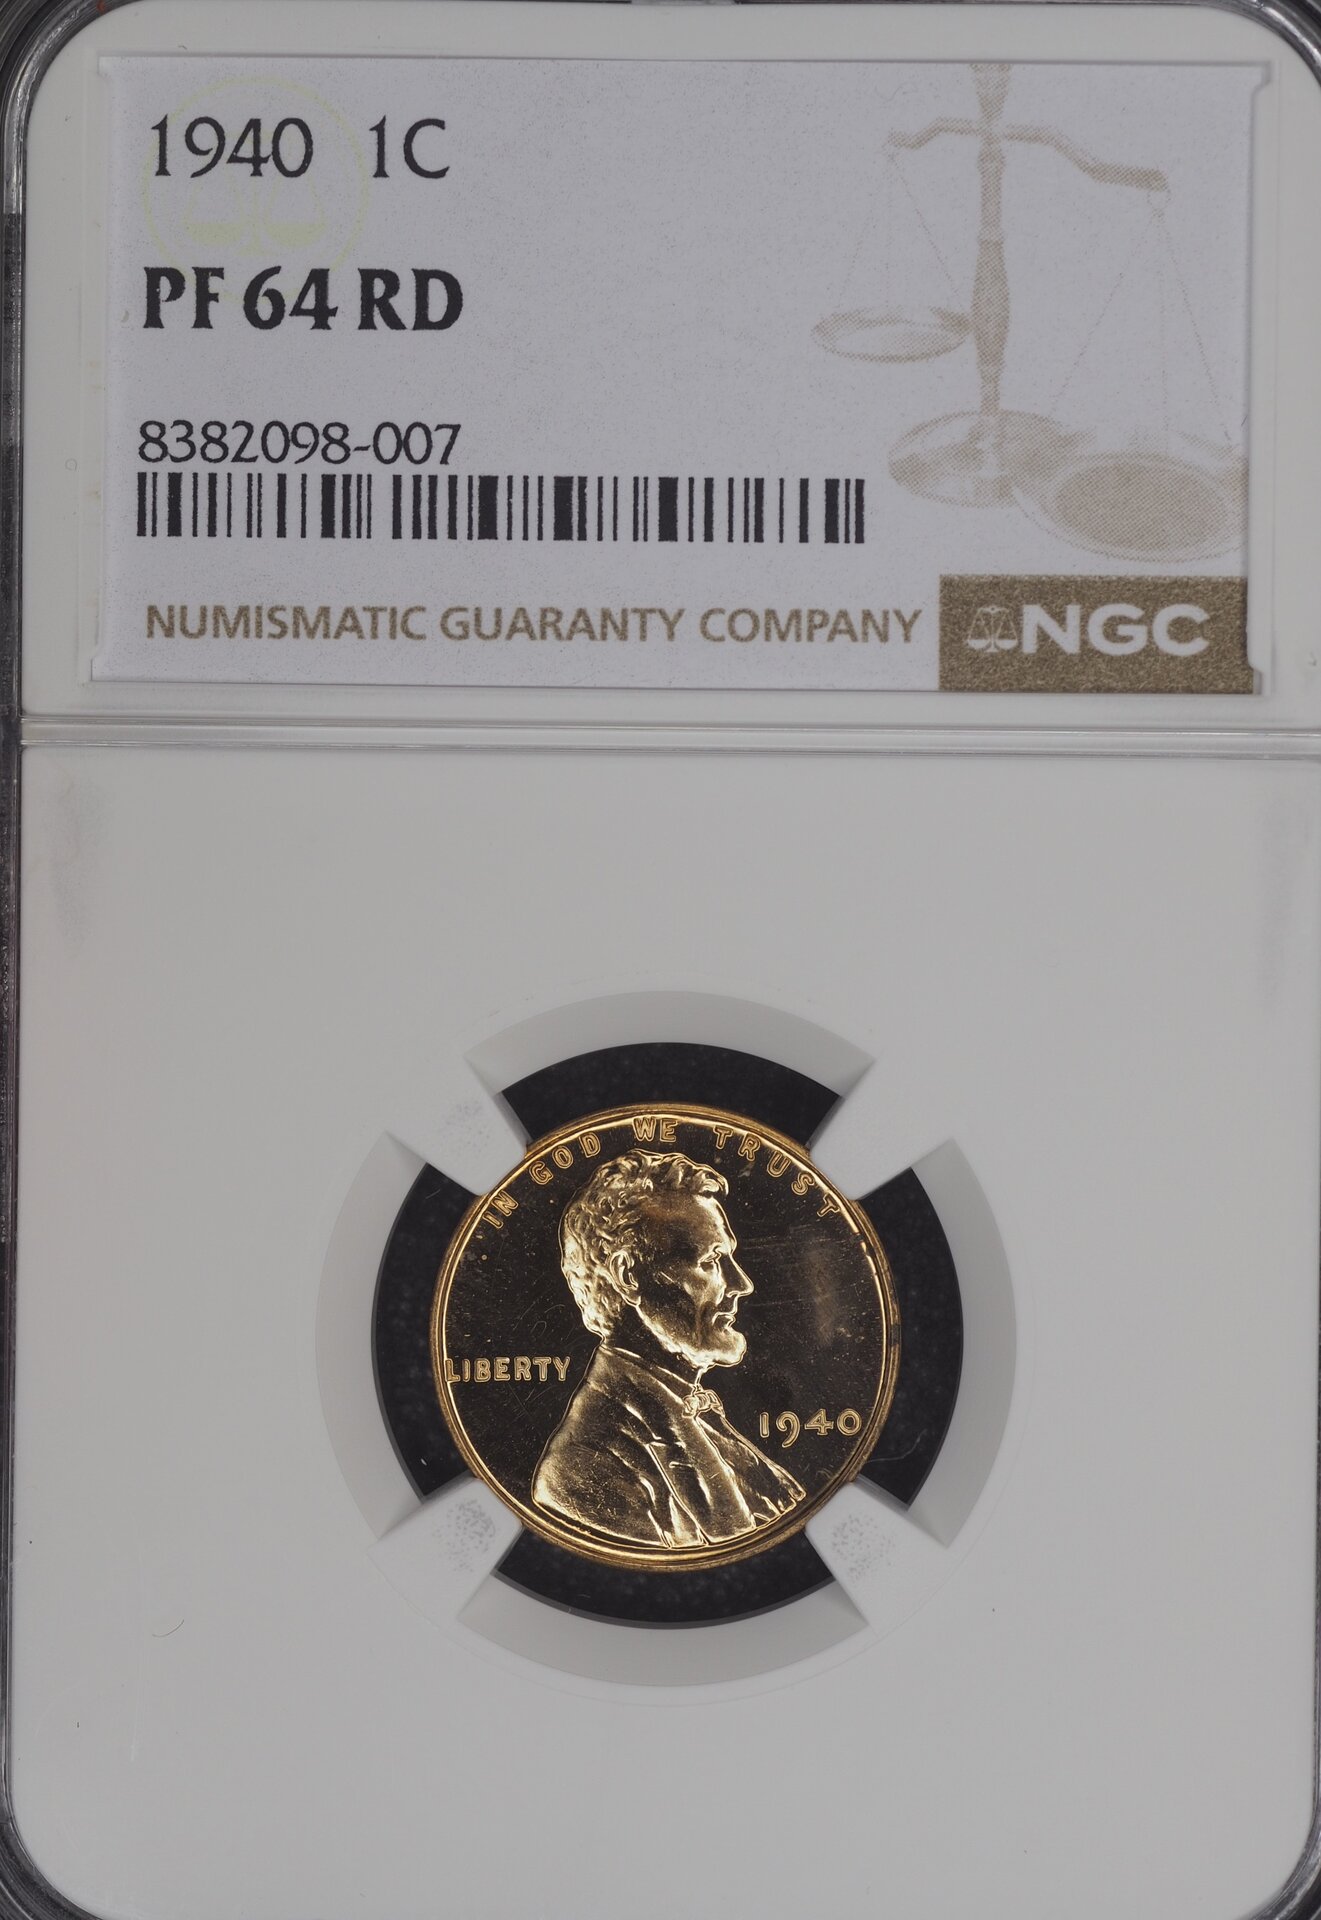 1940 1C
PF 64 RD
8382098-007
NUMISMATIC GUARANTY COMPANY NGC
IN GOD WE TRUST
LIBERTY
1940